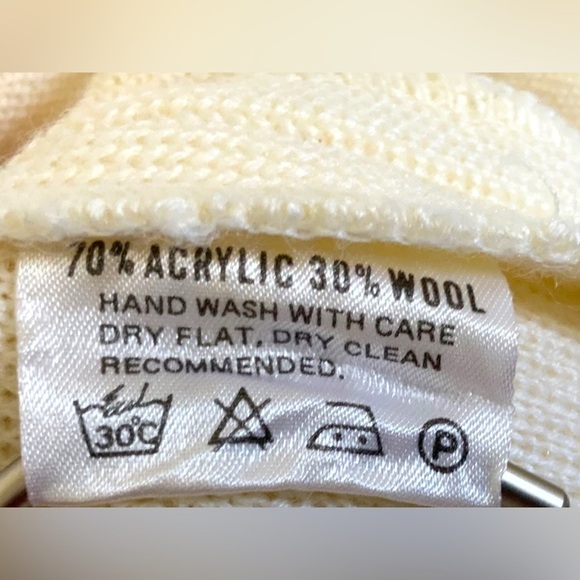 70% ACRYLIC 30% WOOL
HAND WASH WITH CARE
DRY FLAT, DRY CLEAN
RECOMMENDED.
30°C P